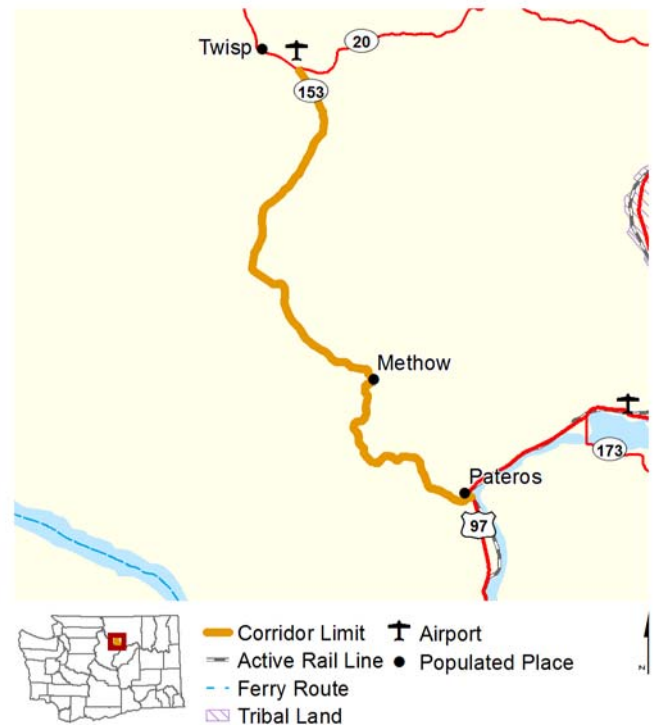 Twisp
20
153
Methow
173
Pateros
97
Corridor Limit
Airport
Active Rail Line
Populated Place
Ferry Route
Tribal Land
N